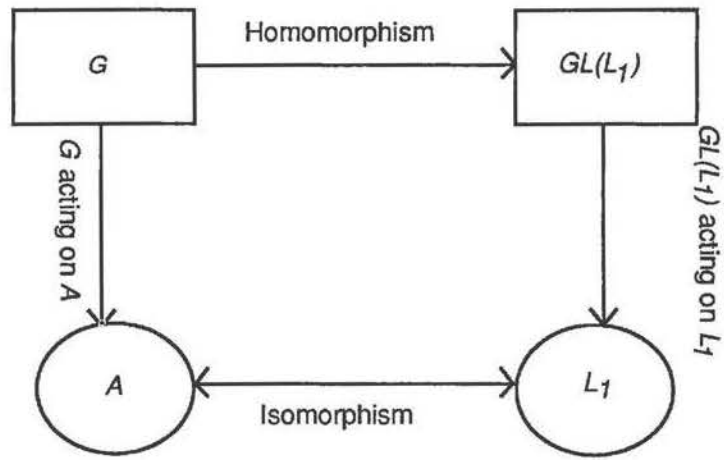 Homomorphism
G
GL(L1)
G acting on A
GL(L1) acting on L1
A
L1
Isomorphism